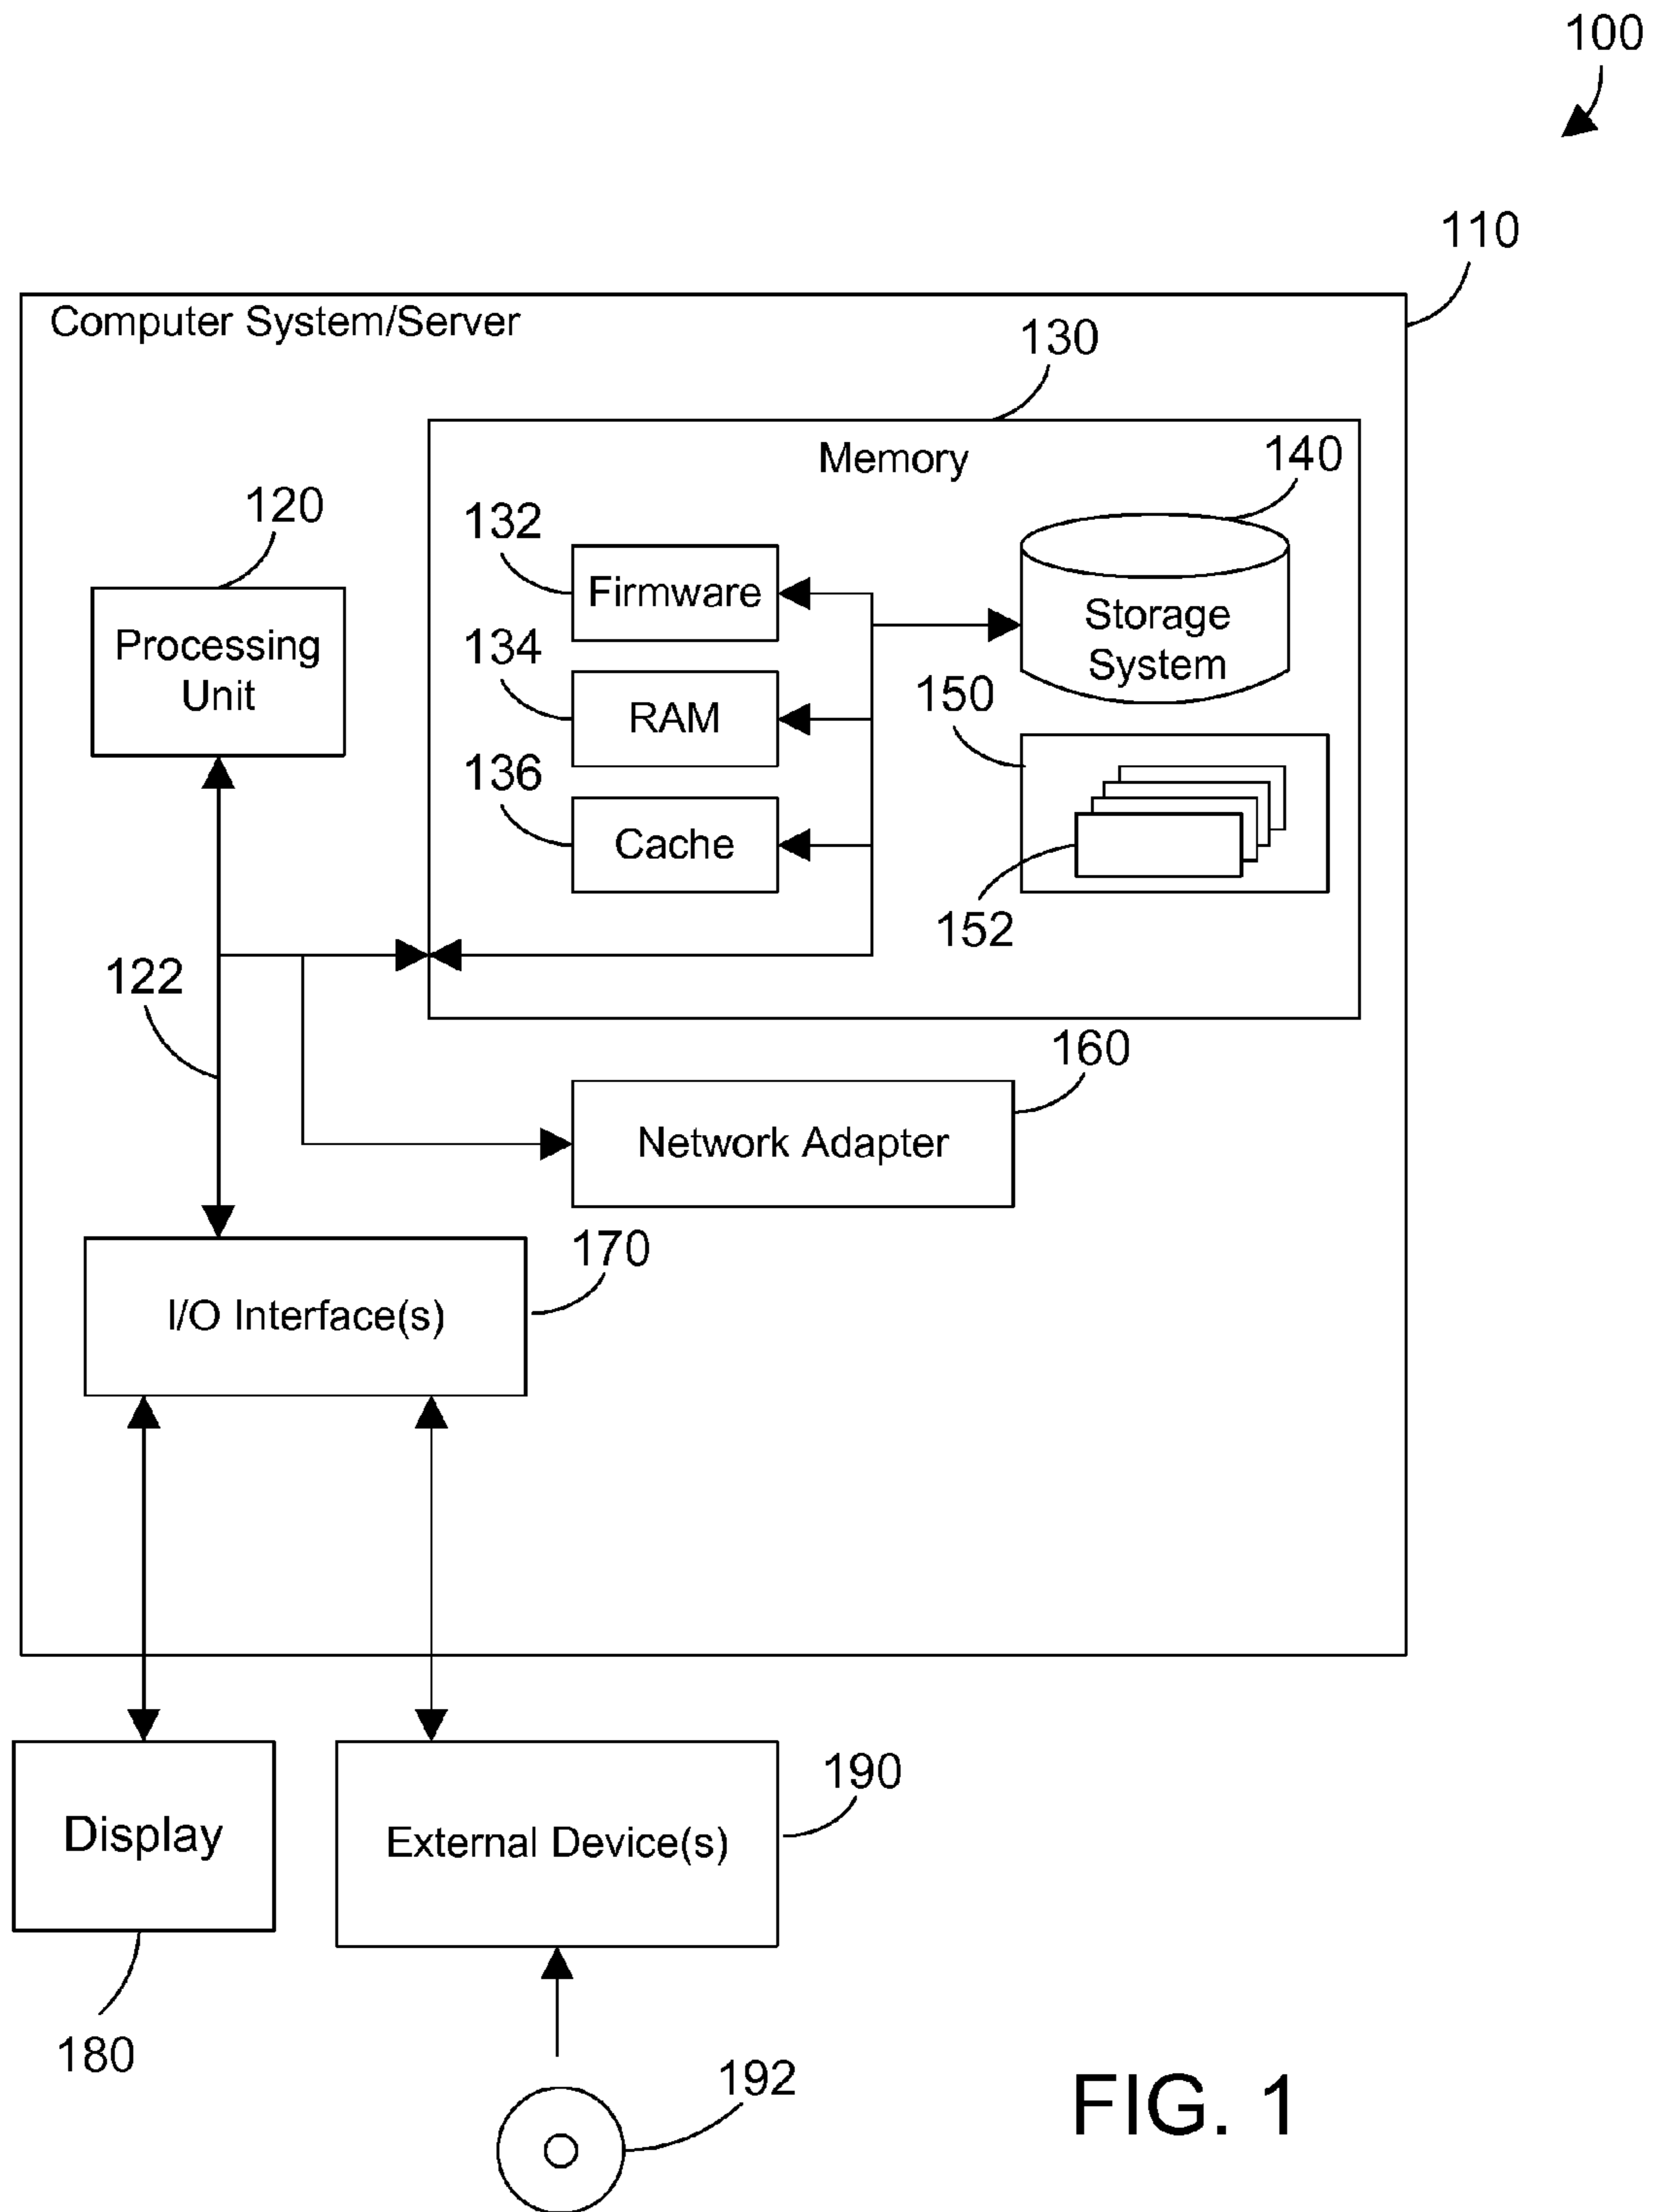 100
110
Computer System/Server
130
Memory
140
120
132
Firmware
Storage
System
Processing
Unit
134
RAM
150
136
Cache
152
122
160
Network Adapter
170
I/O Interface(s)
190
Display
External Device(s)
180
192
FIG. 1